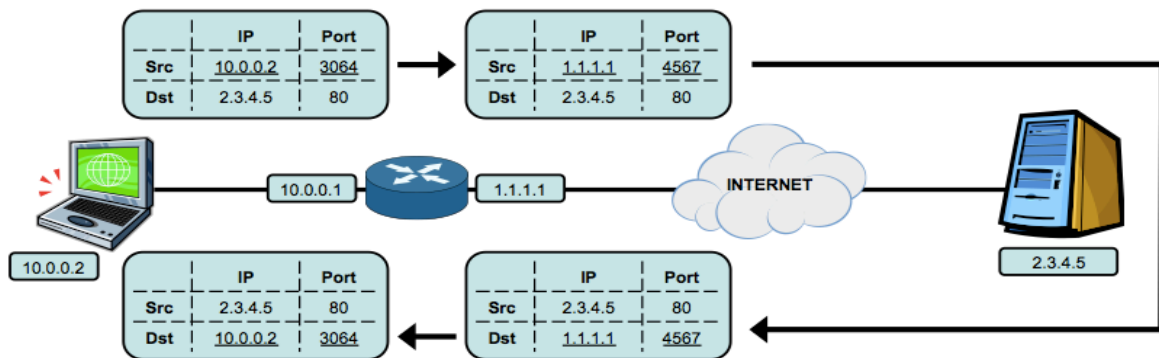 IP Port
Src 10.0.0.2 3064
Dst 2.3.4.5 80
IP Port
Src 1.1.1.1 4567
Dst 2.3.4.5 80
10.0.0.1
1.1.1.1
INTERNET
10.0.0.2
2.3.4.5
IP Port
Src 2.3.4.5 80
Dst 10.0.0.2 3064
IP Port
Src 2.3.4.5 80
Dst 1.1.1.1 4567